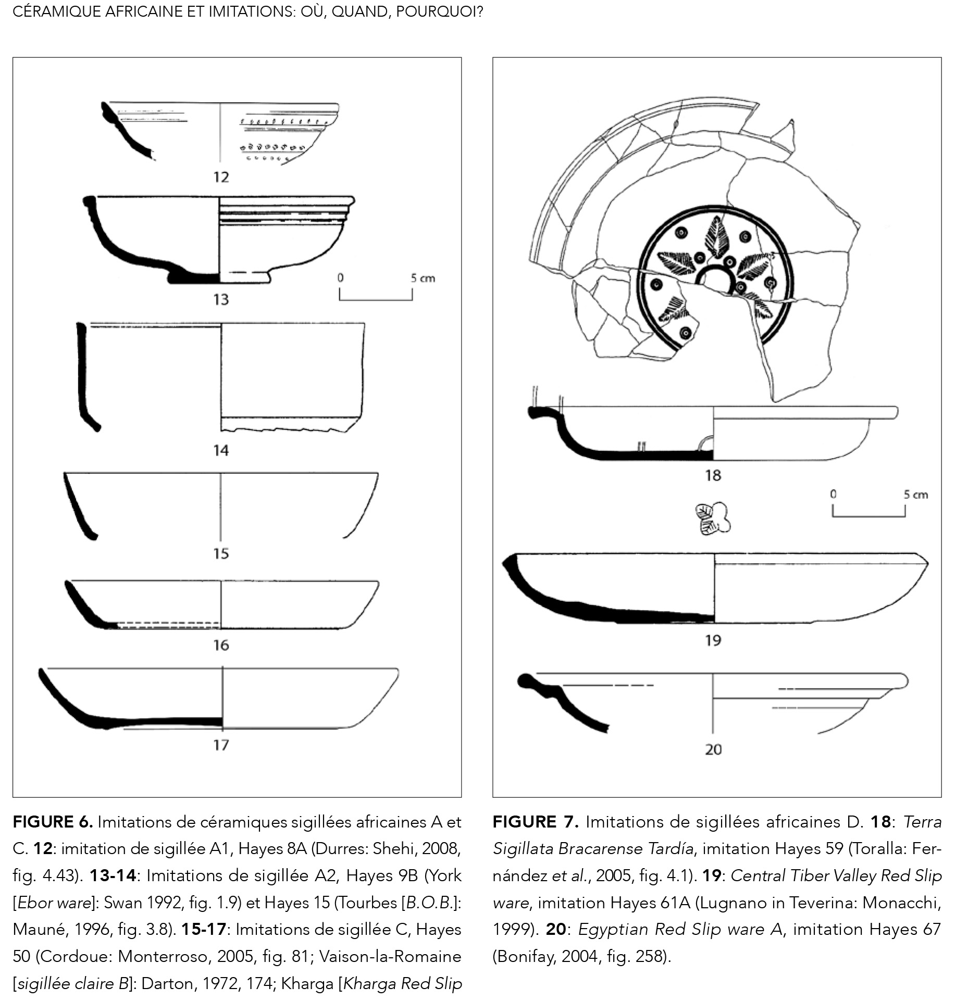 CÉRAMIQUE AFRICAINE ET IMITATIONS: OÙ, QUAND, POURQUOI?
12
13
0 5 cm
14
15
16
17
FIGURE 6. Imitations de céramiques sigillées africaines A et
C. 12: imitation de sigillée A1, Hayes 8A (Durres: Shehi, 2008,
fig. 4.43). 13-14: Imitations de sigillée A2, Hayes 9B (York
[Ebor ware]: Swan 1992, fig. 1.9) et Hayes 15 (Tourbes [B.O.B.]:
Mauné, 1996, fig. 3.8). 15-17: Imitations de sigillée C, Hayes
50 (Cordoue: Monterroso, 2005, fig. 81; Vaison-la-Romaine
[sigillée claire B]: Darton, 1972, 174; Kharga [Kharga Red Slip
18
0 5 cm
19
20
FIGURE 7. Imitations de sigillées africaines D. 18: Terra
Sigillata Bracarense Tardía, imitation Hayes 59 (Toralla: Fer-
nández et al., 2005, fig. 4.1). 19: Central Tiber Valley Red Slip
ware, imitation Hayes 61A (Lugnano in Teverina: Monacchi,
1999). 20: Egyptian Red Slip ware A, imitation Hayes 67
(Bonifay, 2004, fig. 258).